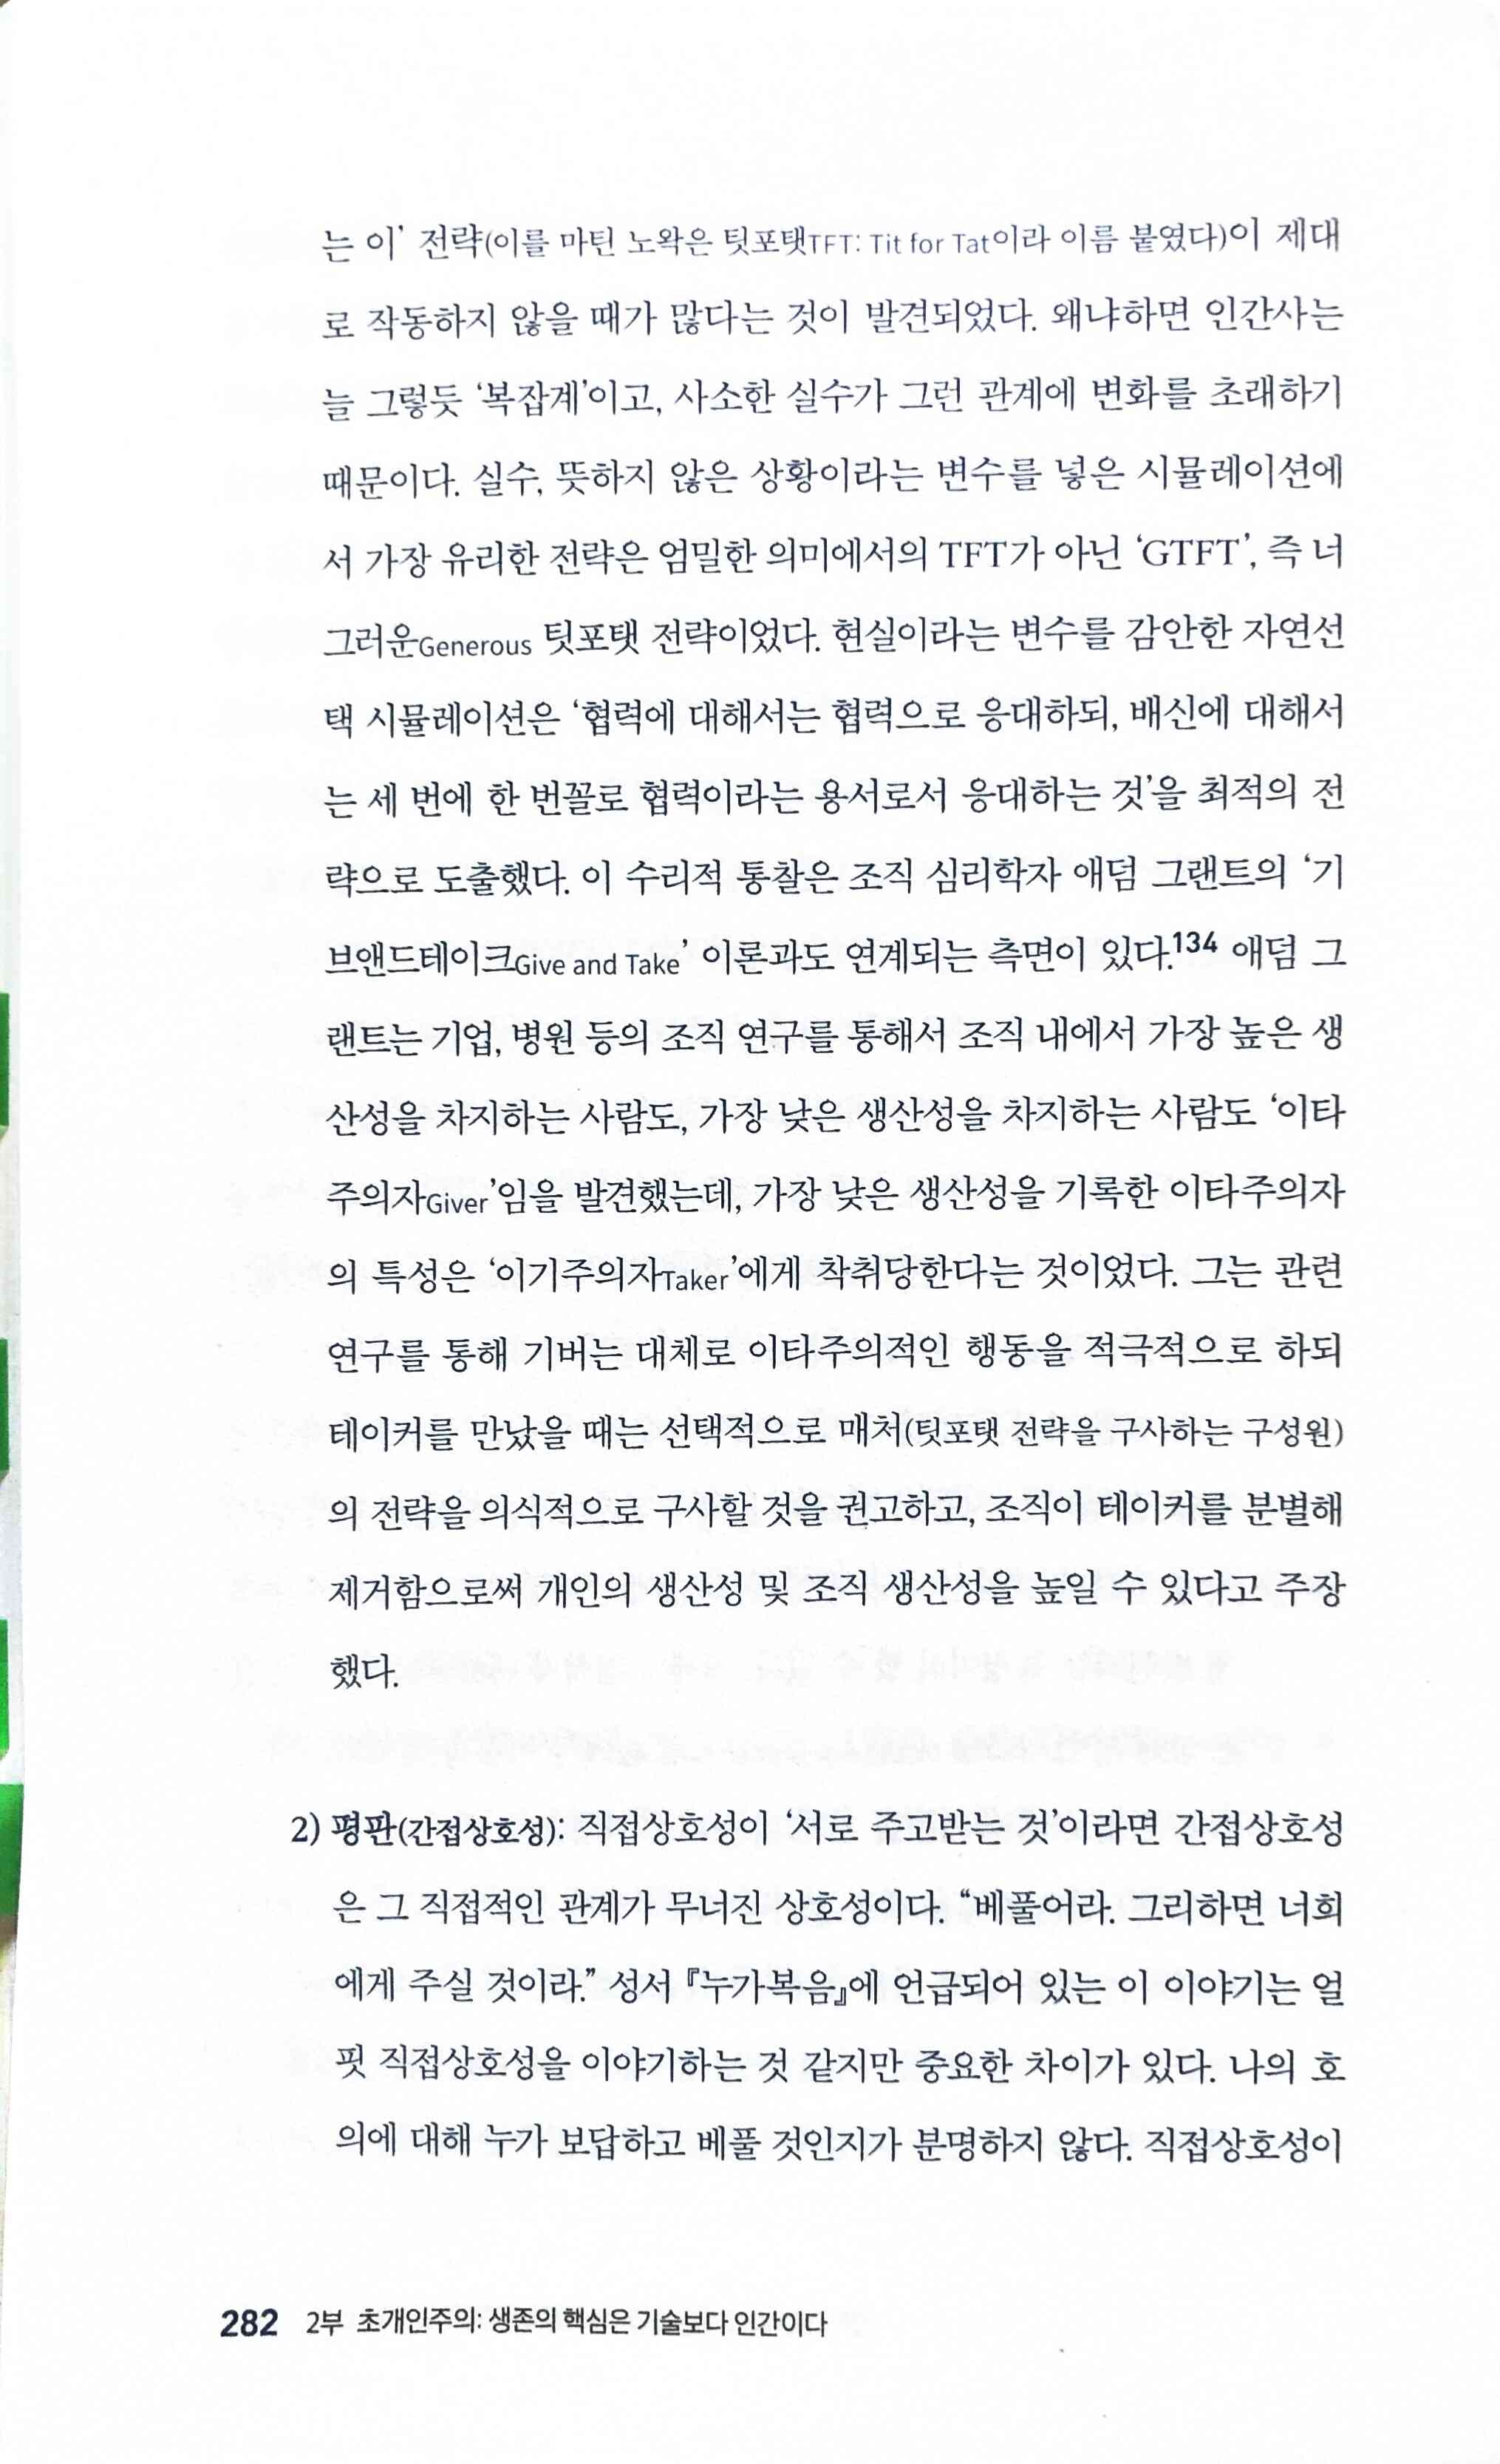 는 이’ 전략(이를 마틴 노왁은 팃포탯TFT: Tit for Tat이라 이름 붙였다)이 제대
로 작동하지 않을 때가 많다는 것이 발견되었다. 왜냐하면 인간사는
늘 그렇듯 ‘복잡계’이고, 사소한 실수가 그런 관계에 변화를 초래하기
때문이다. 실수, 뜻하지 않은 상황이라는 변수를 넣은 시뮬레이션에
서 가장 유리한 전략은 엄밀한 의미에서의 TFT가 아닌 ‘GTFT’, 즉 너
그러운Generous 팃포탯 전략이었다. 현실이라는 변수를 감안한 자연선
택 시뮬레이션은 ‘협력에 대해서는 협력으로 응대하되, 배신에 대해서
는 세 번에 한 번꼴로 협력이라는 용서로서 응대하는 것’을 최적의 전
략으로 도출했다. 이 수리적 통찰은 조직 심리학자 애덤 그랜트의 ‘기
브앤드테이크Give and Take’ 이론과도 연계되는 측면이 있다.134 애덤 그
랜트는 기업, 병원 등의 조직 연구를 통해서 조직 내에서 가장 높은 생
산성을 차지하는 사람도, 가장 낮은 생산성을 차지하는 사람도 ‘이타
주의자Giver’임을 발견했는데, 가장 낮은 생산성을 기록한 이타주의자
의 특성은 ‘이기주의자Taker’에게 착취당한다는 것이었다. 그는 관련
연구를 통해 기버는 대체로 이타주의적인 행동을 적극적으로 하되
테이커를 만났을 때는 선택적으로 매처(팃포탯 전략을 구사하는 구성원)
의 전략을 의식적으로 구사할 것을 권고하고, 조직이 테이커를 분별해
제거함으로써 개인의 생산성 및 조직 생산성을 높일 수 있다고 주장
했다.
2) 평판(간접상호성): 직접상호성이 ‘서로 주고받는 것’이라면 간접상호성
은 그 직접적인 관계가 무너진 상호성이다. “베풀어라. 그리하면 너희
에게 주실 것이라.” 성서 『누가복음』에 언급되어 있는 이 이야기는 얼
핏 직접상호성을 이야기하는 것 같지만 중요한 차이가 있다. 나의 호
의에 대해 누가 보답하고 베풀 것인지가 분명하지 않다. 직접상호성이
282 2부 초개인주의: 생존의 핵심은 기술보다 인간이다